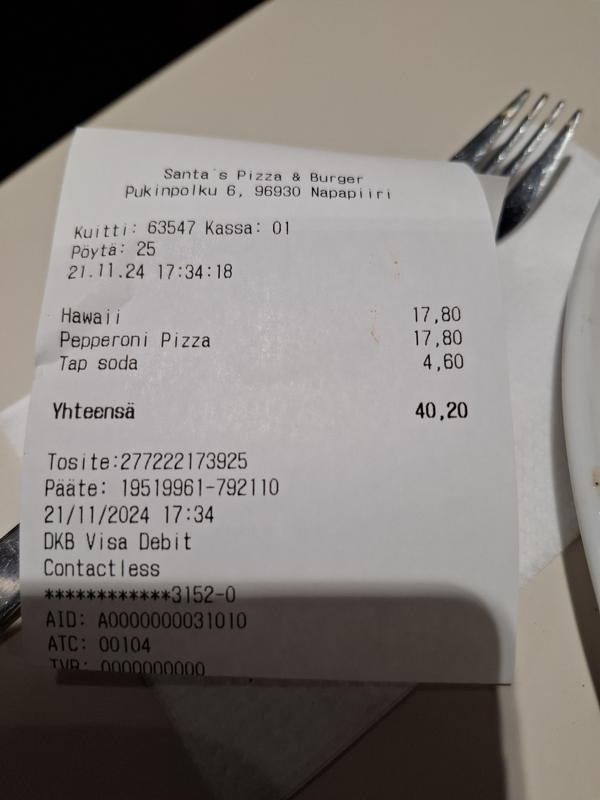 Santa´s Pizza & Burger
Pukinpolku 6, 96930 Napapiiri
Kuitti: 63547 Kassa: 01
Pöytä: 25
21.11.24 17:34:18
Hawaii 17,80
Pepperoni Pizza 17,80
Tap soda 4,60
Yhteensä 40,20
Tosite:277222173925
Pääte: 19519961-792110
21/11/2024 17:34
DKB Visa Debit
Contactless
************3152-0
AID: A0000000031010
ATC: 00104
TVR: 0000000000